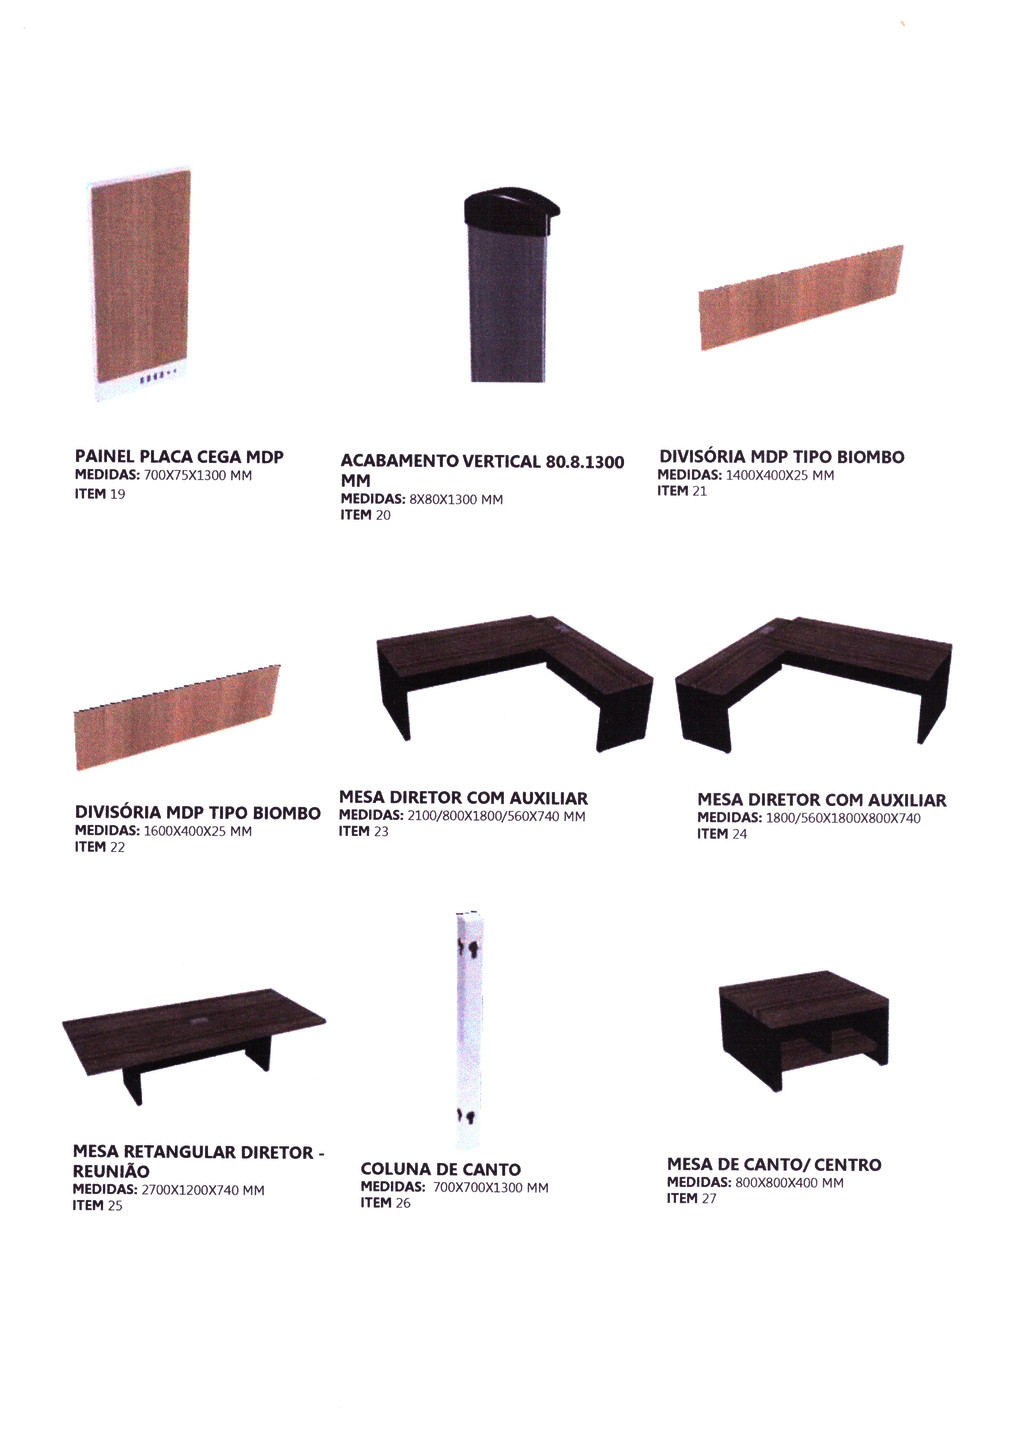 PAINEL PLACA CEGA MDP
MEDIDAS: 700X75X1300 MM
ITEM 19
ACABAMENTO VERTICAL 80.8.1300
MM
MEDIDAS: 8X80X1300 MM
ITEM 20
DIVISÓRIA MDP TIPO BIOMBO
MEDIDAS: 1400X400X25 MM
ITEM 21
DIVISÓRIA MDP TIPO BIOMBO
MEDIDAS: 1600X400X25 MM
ITEM 22
MESA DIRETOR COM AUXILIAR
MEDIDAS: 2100/800X1800/560X740 MM
ITEM 23
MESA DIRETOR COM AUXILIAR
MEDIDAS: 1800/560X1800X800X740
ITEM 24
MESA RETANGULAR DIRETOR -
REUNIÃO
MEDIDAS: 2700X1200X740 MM
ITEM 25
COLUNA DE CANTO
MEDIDAS: 700X700X1300 MM
ITEM 26
MESA DE CANTO/ CENTRO
MEDIDAS: 800X800X400 MM
ITEM 27